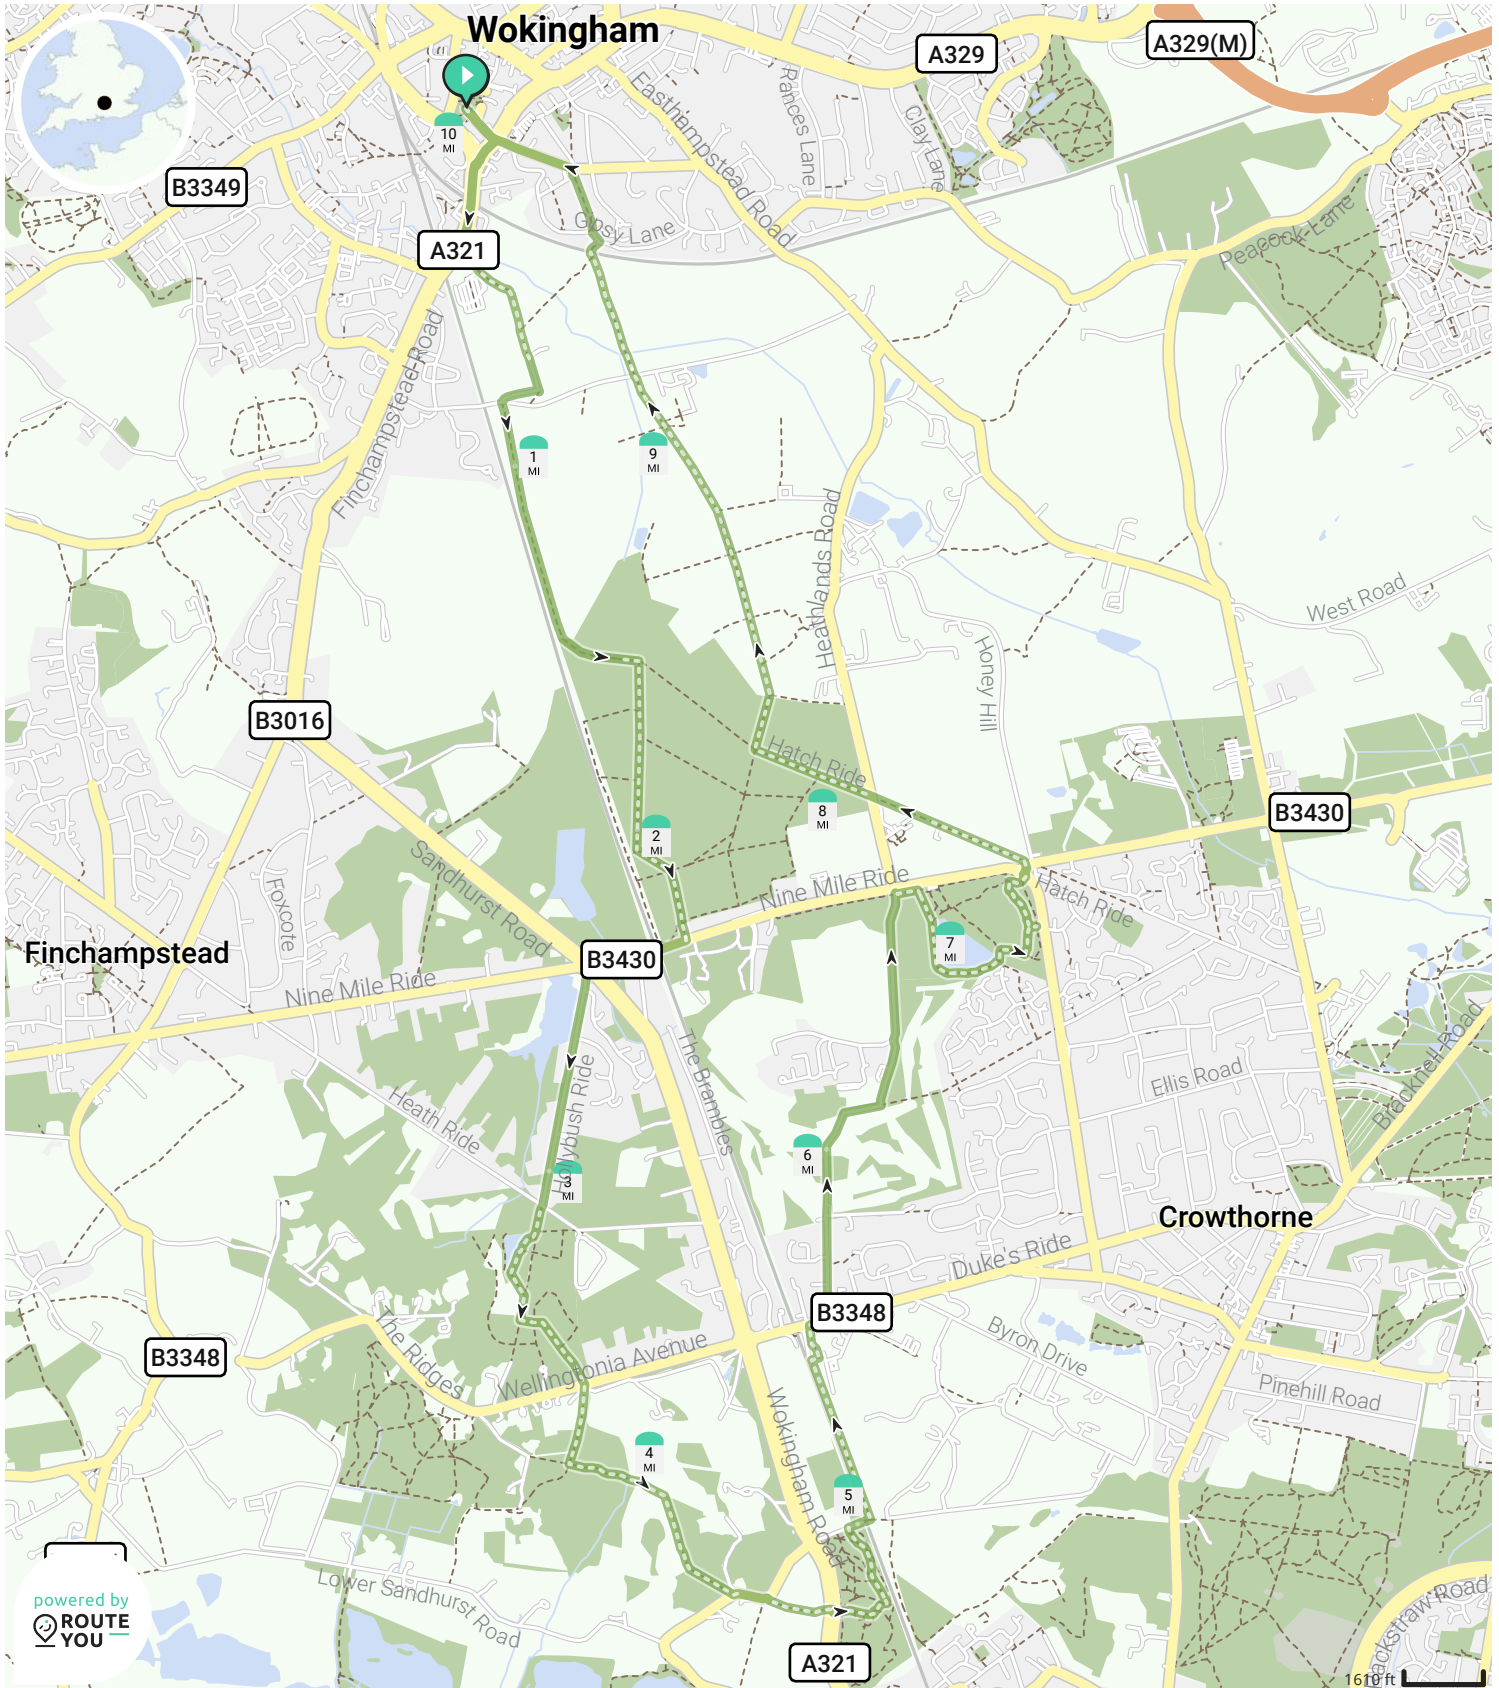 Wokingham
A329
A329(M)
Easthampstead Road
Rances Lane
Clay Lane
10
MI
B3349
Gipsy Lane
A321
Peacock Lane
Finchampstead Road
1
MI
9
MI
Heathlands Road
West Road
Honey Hill
B3016
Hatch Ride
8
MI
B3430
2
MI
Sandhurst Road
Foxcote
Nine Mile Ride
Hatch Ride
7
MI
Finchampstead
B3430
Nine Mile Ride
The Brambles
Hollybush Ride
Heath Ride
Ellis Road
Bracknell Road
6
MI
3
MI
Crowthorne
Duke's Ride
B3348
Byron Drive
B3348
The Ridges
Wellingtonia Avenue
Pinehill Road
Wokingham Road
4
MI
5
MI
Lower Sandhurst Road
powered by
ROUTE
YOU
A321
1610 ft